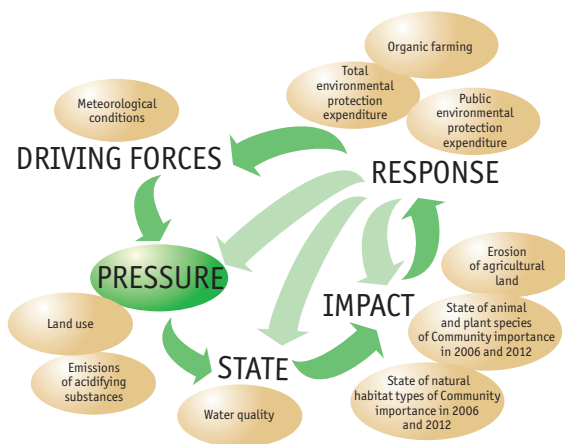 Organic farming
Total
environmental
protection
expenditure
Public
environmental
protection
expenditure
Meteorological
conditions
DRIVING FORCES
RESPONSE
PRESSURE
Erosion
of agricultural
land
IMPACT
Land use
State of animal
and plant species
of Community importance
in 2006 and 2012
Emissions
of acidifying
substances
STATE
State of natural
habitat types of Community
importance in 2006
and 2012
Water quality